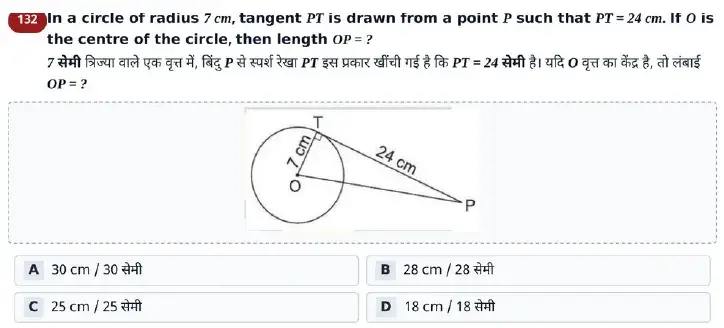 132 In a circle of radius 7 cm, tangent PT is drawn from a point P such that PT = 24 cm. If O is
the centre of the circle, then length OP = ?
7 सेमी त्रिज्या वाले एक वृत्त में, बिंदु P से स्पर्श रेखा PT इस प्रकार खींची गई है कि PT = 24 सेमी है। यदि O वृत्त का केंद्र है, तो लंबाई
OP = ?
T
7 cm
24 cm
O
P
A 30 cm / 30 सेमी
B 28 cm / 28 सेमी
C 25 cm / 25 सेमी
D 18 cm / 18 सेमी